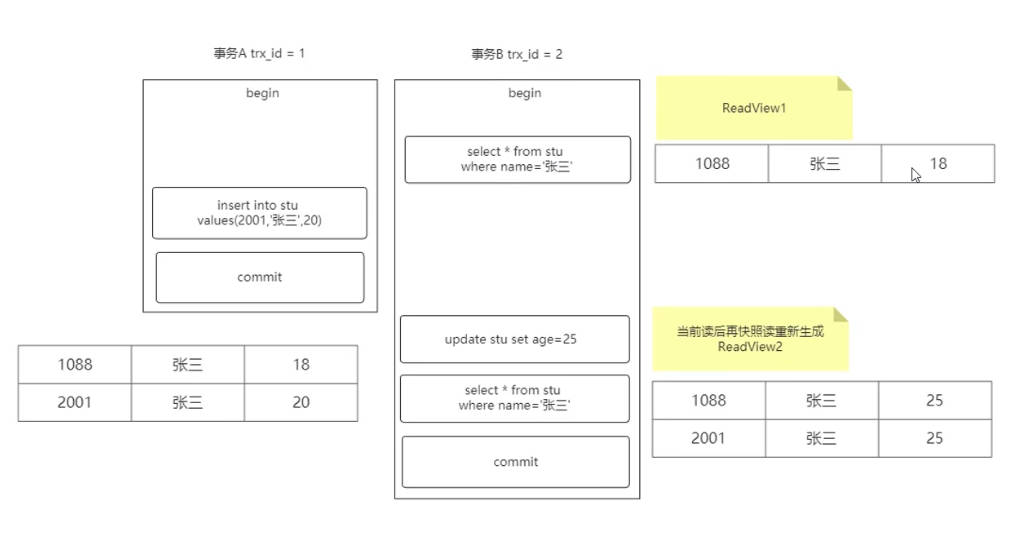 事务A trx_id = 1
begin
insert into stu
values(2001,'张三',20)
commit
1088 张三 18
2001 张三 20
事务B trx_id = 2
begin
select * from stu
where name='张三'
update stu set age=25
select * from stu
where name='张三'
commit
ReadView1
1088 张三 18
当前读后再快照读重新生成
ReadView2
1088 张三 25
2001 张三 25